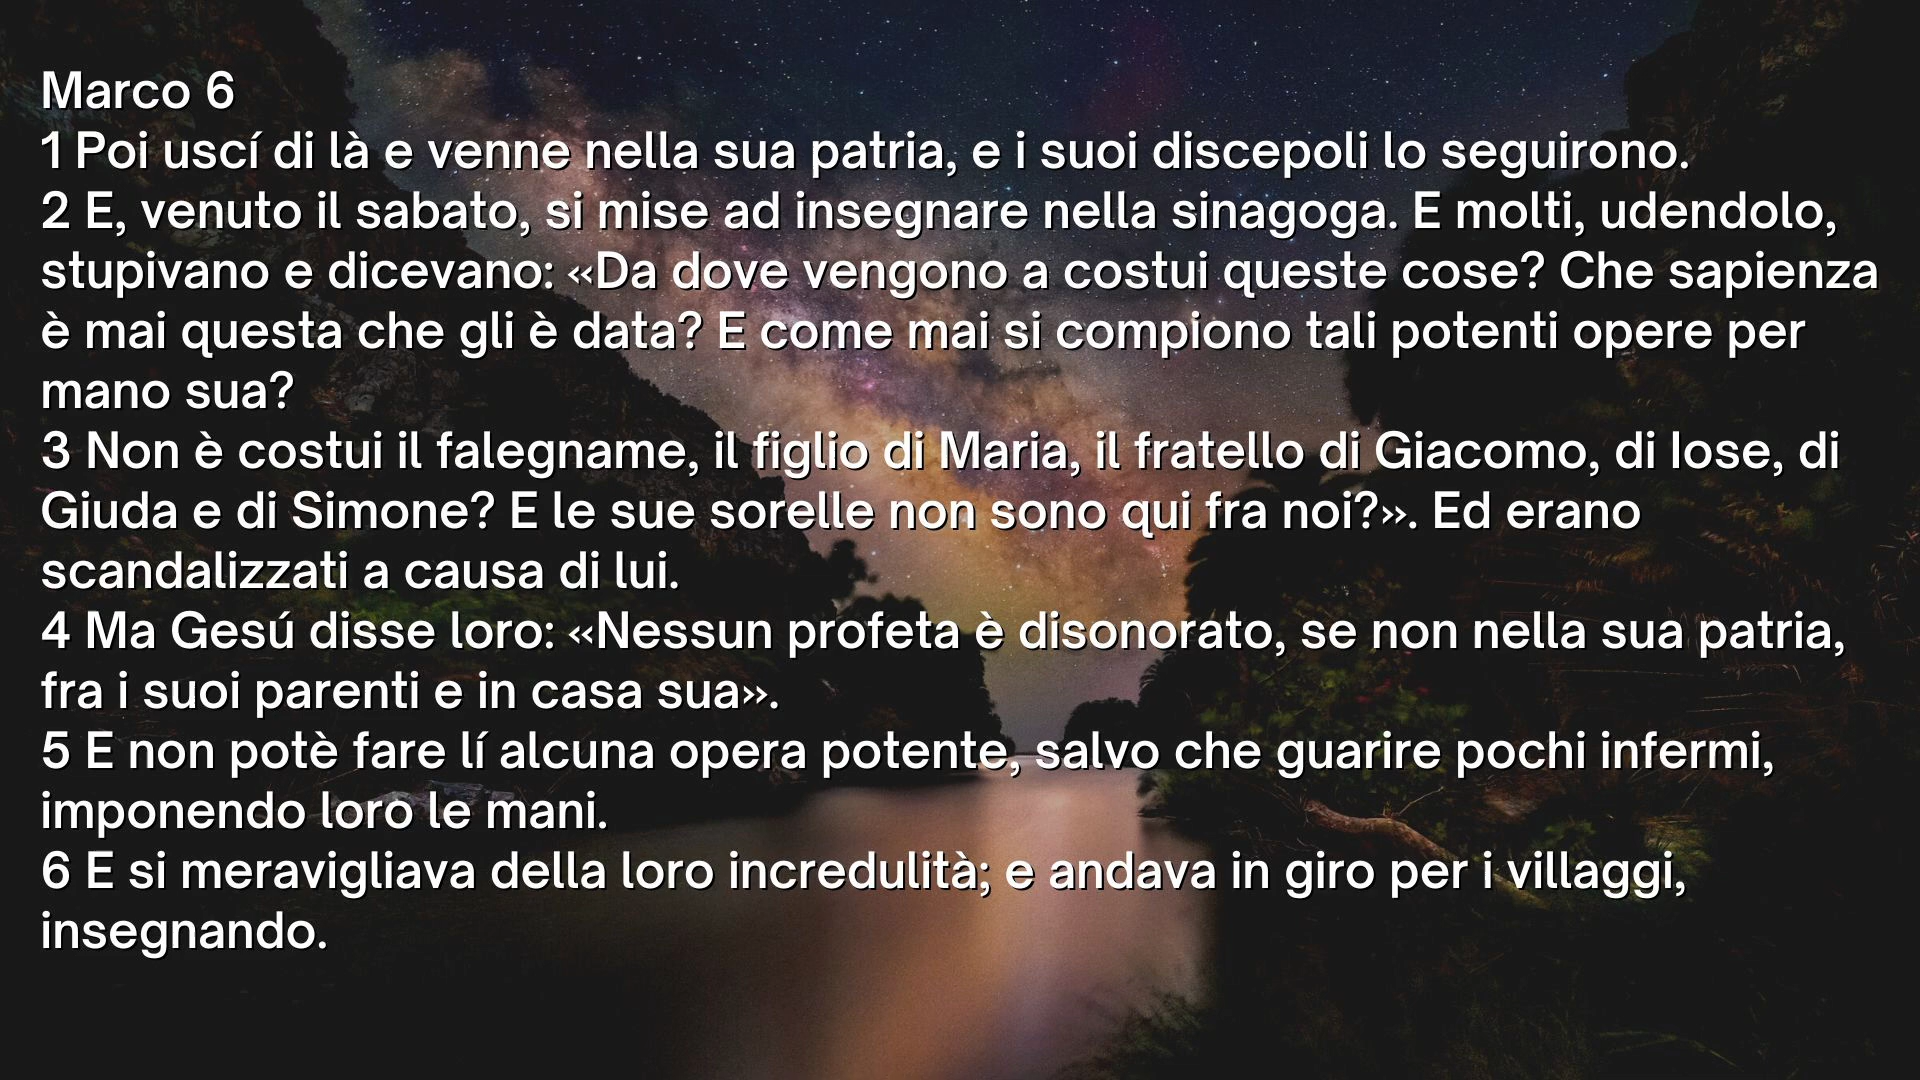 Marco 6
1 Poi uscí di là e venne nella sua patria, e i suoi discepoli lo seguirono.
2 E, venuto il sabato, si mise ad insegnare nella sinagoga. E molti, udendolo,
stupivano e dicevano: «Da dove vengono a costui queste cose? Che sapienza
è mai questa che gli è data? E come mai si compiono tali potenti opere per
mano sua?
3 Non è costui il falegname, il figlio di Maria, il fratello di Giacomo, di Iose, di
Giuda e di Simone? E le sue sorelle non sono qui fra noi?». Ed erano
scandalizzati a causa di lui.
4 Ma Gesú disse loro: «Nessun profeta è disonorato, se non nella sua patria,
fra i suoi parenti e in casa sua».
5 E non potè fare lí alcuna opera potente, salvo che guarire pochi infermi,
imponendo loro le mani.
6 E si meravigliava della loro incredulità; e andava in giro per i villaggi,
insegnando.